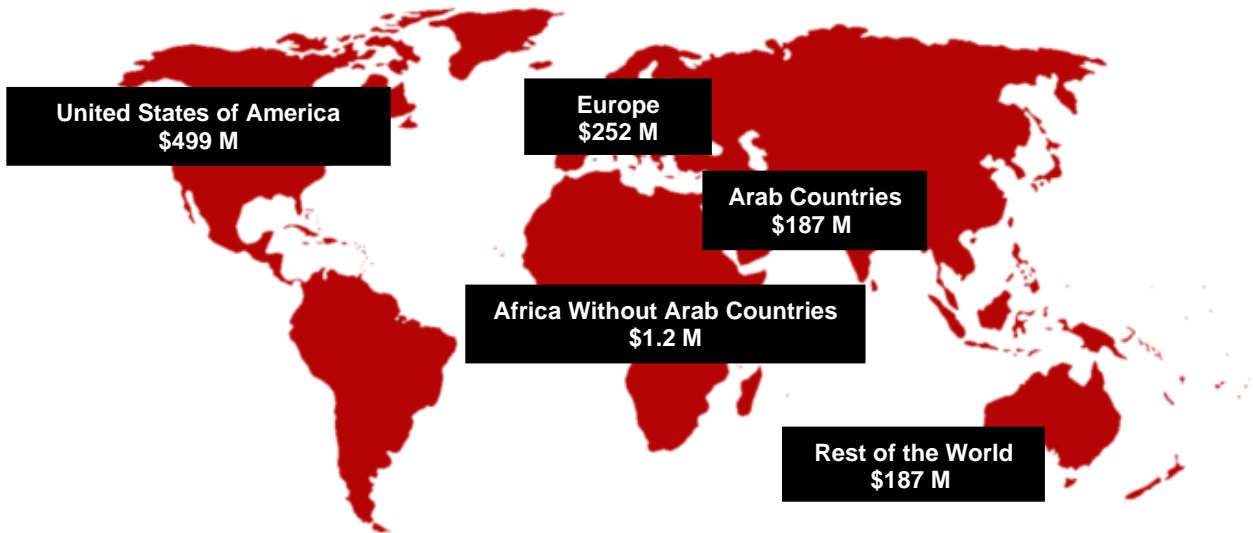 United States of America
$499 M
Europe
$252 M
Arab Countries
$187 M
Africa Without Arab Countries
$1.2 M
Rest of the World
$187 M